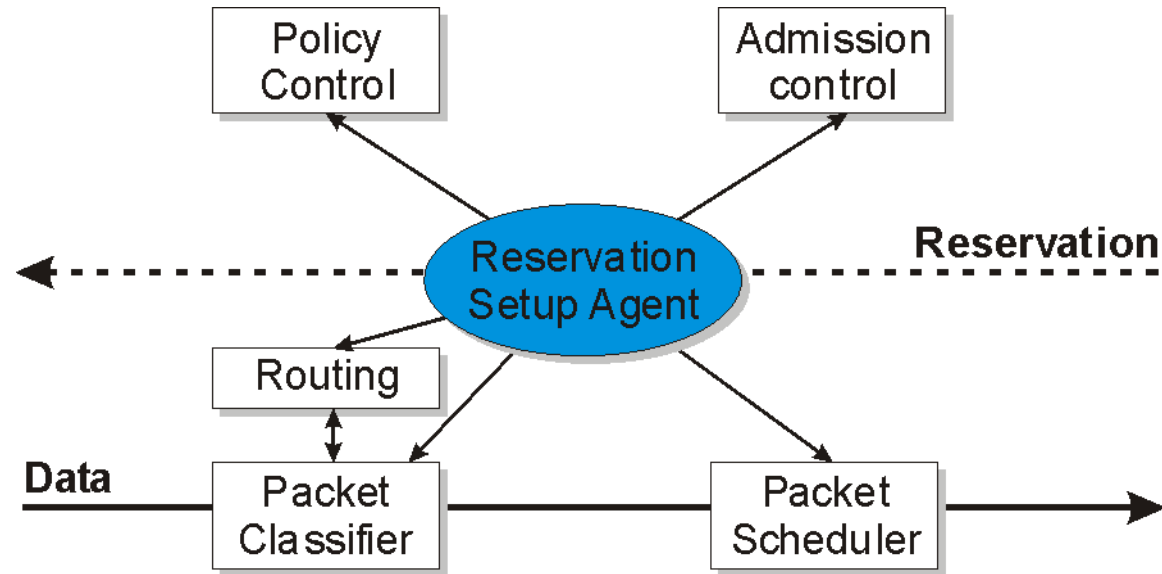 Policy
Control
Admission
control
Reservation
Setup Agent
Reservation
Routing
Data
Packet
Classifier
Packet
Scheduler